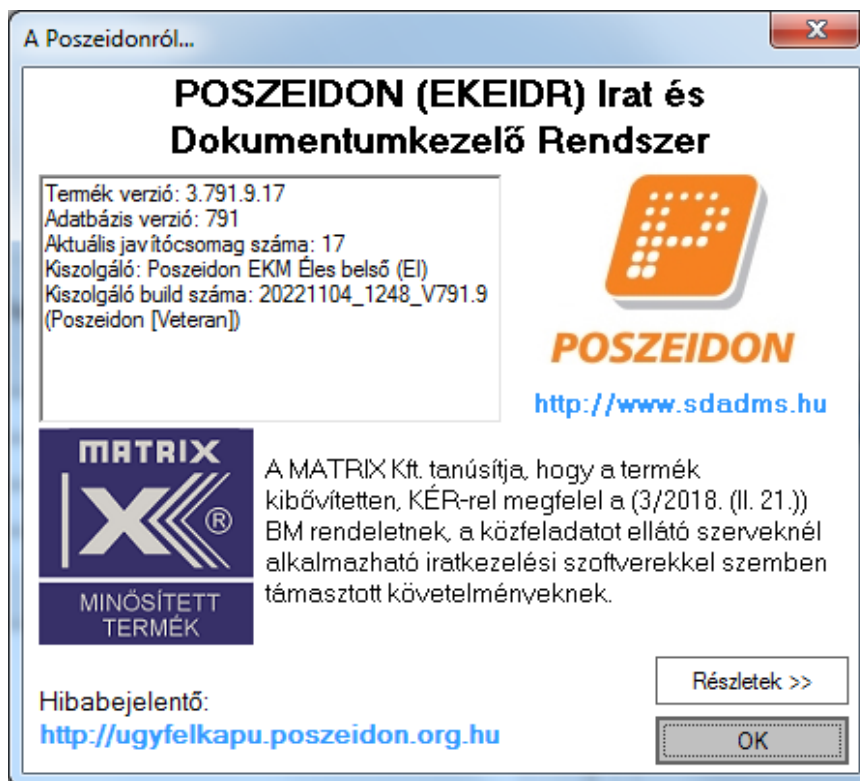 A Poszeidonról...
POSZEIDON (EKEIDR) Irat és
Dokumentumkezelő Rendszer
Termék verzió: 3.791.9.17
Adatbázis verzió: 791
Aktuális javítócsomag száma: 17
Kiszolgáló: Poszeidon EKM Éles belső (EI)
Kiszolgáló build száma: 20221104_1248_V791.9
(Poszeidon [Veteran])
POSZEIDON
http://www.sdadms.hu
MATRIX
®
MINŐSÍTETT
TERMÉK
A MATRIX Kft. tanúsítja, hogy a termék
kibővítetten, KÉR-rel megfelel a (3/2018. (II. 21.))
BM rendeletnek, a közfeladatot ellátó szerveknél
alkalmazható iratkezelési szoftverekkel szemben
támasztott követelményeknek.
Részletek >>
Hibabejelentő:
http://ugyfelkapu.poszeidon.org.hu
OK